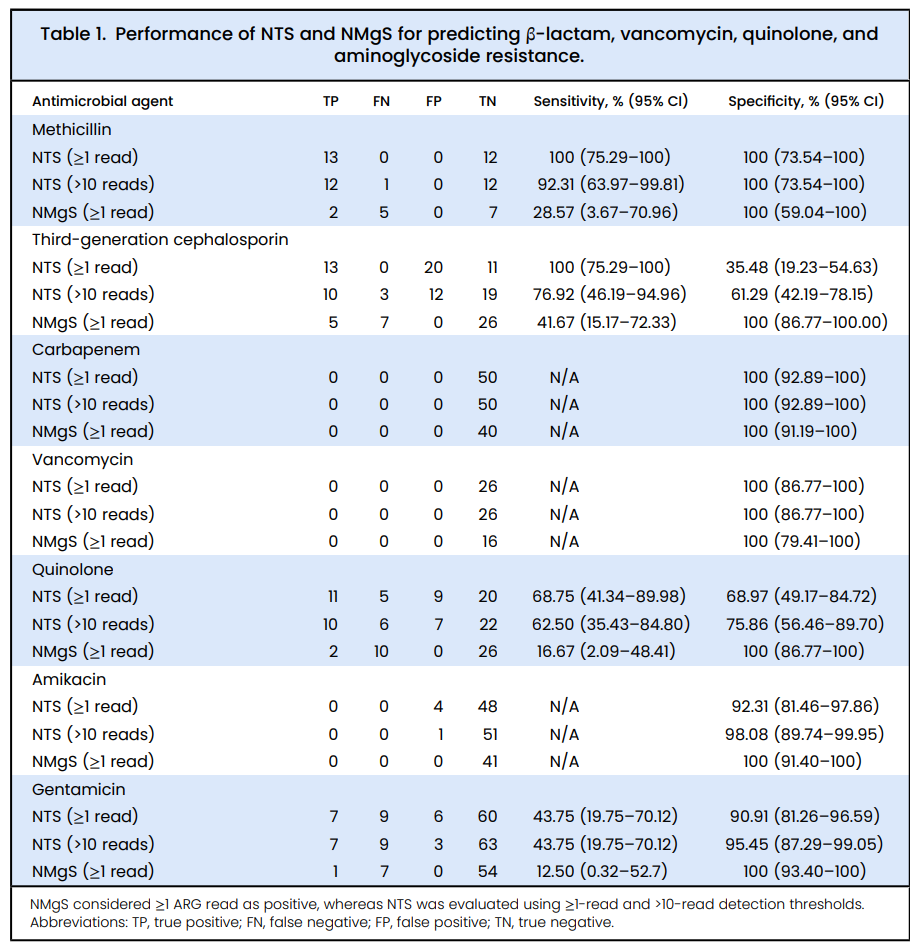 Table 1. Performance of NTS and NMgS for predicting β-lactam, vancomycin, quinolone, and
aminoglycoside resistance.
Antimicrobial agent TP FN FP TN Sensitivity, % (95% CI) Specificity, % (95% CI)
Methicillin
NTS (≥1 read) 13 0 0 12 100 (75.29–100) 100 (73.54–100)
NTS (>10 reads) 12 1 0 12 92.31 (63.97–99.81) 100 (73.54–100)
NMgS (≥1 read) 2 5 0 7 28.57 (3.67–70.96) 100 (59.04–100)
Third-generation cephalosporin
NTS (≥1 read) 13 0 20 11 100 (75.29–100) 35.48 (19.23–54.63)
NTS (>10 reads) 10 3 12 19 76.92 (46.19–94.96) 61.29 (42.19–78.15)
NMgS (≥1 read) 5 7 0 26 41.67 (15.17–72.33) 100 (86.77–100.00)
Carbapenem
NTS (≥1 read) 0 0 0 50 N/A 100 (92.89–100)
NTS (>10 reads) 0 0 0 50 N/A 100 (92.89–100)
NMgS (≥1 read) 0 0 0 40 N/A 100 (91.19–100)
Vancomycin
NTS (≥1 read) 0 0 0 26 N/A 100 (86.77–100)
NTS (>10 reads) 0 0 0 26 N/A 100 (86.77–100)
NMgS (≥1 read) 0 0 0 16 N/A 100 (79.41–100)
Quinolone
NTS (≥1 read) 11 5 9 20 68.75 (41.34–89.98) 68.97 (49.17–84.72)
NTS (>10 reads) 10 6 7 22 62.50 (35.43–84.80) 75.86 (56.46–89.70)
NMgS (≥1 read) 2 10 0 26 16.67 (2.09–48.41) 100 (86.77–100)
Amikacin
NTS (≥1 read) 0 0 4 48 N/A 92.31 (81.46–97.86)
NTS (>10 reads) 0 0 1 51 N/A 98.08 (89.74–99.95)
NMgS (≥1 read) 0 0 0 41 N/A 100 (91.40–100)
Gentamicin
NTS (≥1 read) 7 9 6 60 43.75 (19.75–70.12) 90.91 (81.26–96.59)
NTS (>10 reads) 7 9 3 63 43.75 (19.75–70.12) 95.45 (87.29–99.05)
NMgS (≥1 read) 1 7 0 54 12.50 (0.32–52.7) 100 (93.40–100)
NMgS considered ≥1 ARG read as positive, whereas NTS was evaluated using ≥1-read and >10-read detection thresholds.
Abbreviations: TP, true positive; FN, false negative; FP, false positive; TN, true negative.